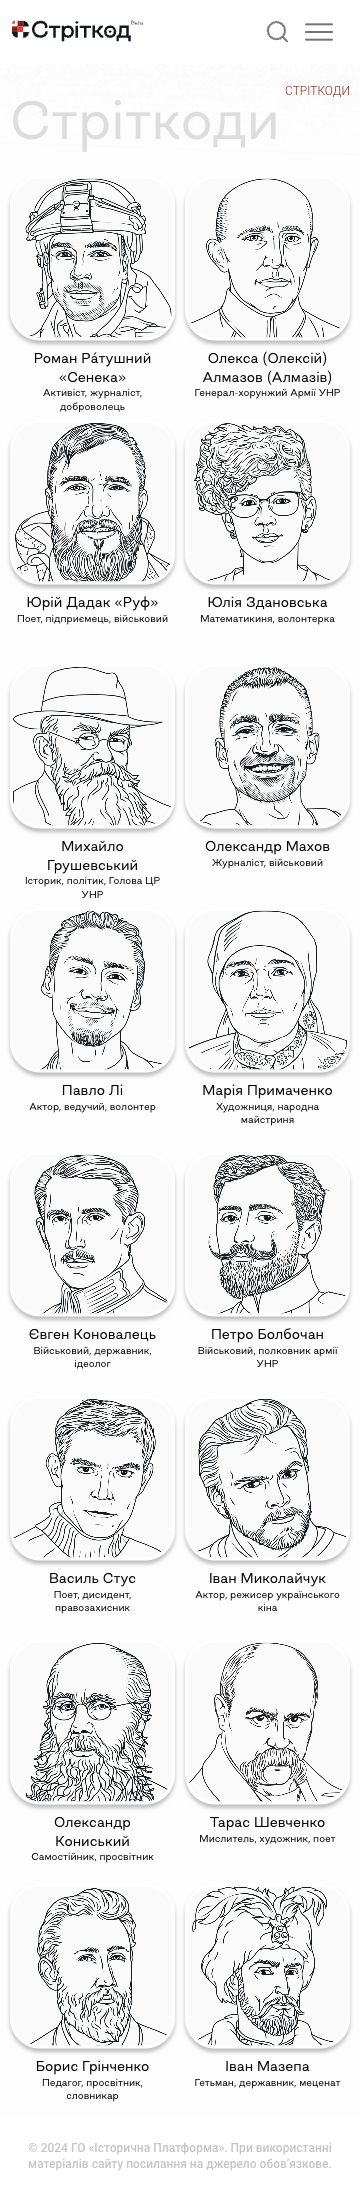 Стріткод Beta
СТРІТКОДИ
Стріткоди
Роман Ра́тушний
«Сенека»
Активіст, журналіст,
доброволець
Олекса (Олексій)
Алмазов (Алмазів)
Генерал-хорунжий Армії УНР
Юрій Дадак «Руф»
Поет, підприємець, військовий
Юлія Здановська
Математикиня, волонтерка
Михайло
Грушевський
Історик, політик, Голова ЦР
УНР
Олександр Махов
Журналіст, військовий
Павло Лі
Актор, ведучий, волонтер
Марія Примаченко
Художниця, народна
майстриня
Євген Коновалець
Військовий, державник,
ідеолог
Петро Болбочан
Військовий, полковник армії
УНР
Василь Стус
Поет, дисидент,
правозахисник
Іван Миколайчук
Актор, режисер українського
кіна
Олександр
Кониський
Самостійник, просвітник
Тарас Шевченко
Мислитель, художник, поет
Борис Грінченко
Педагог, просвітник,
словникар
Іван Мазепа
Гетьман, державник, меценат
© 2024 ГО «Історична Платформа». При використанні
матеріалів сайту посилання на джерело обов'язкове.